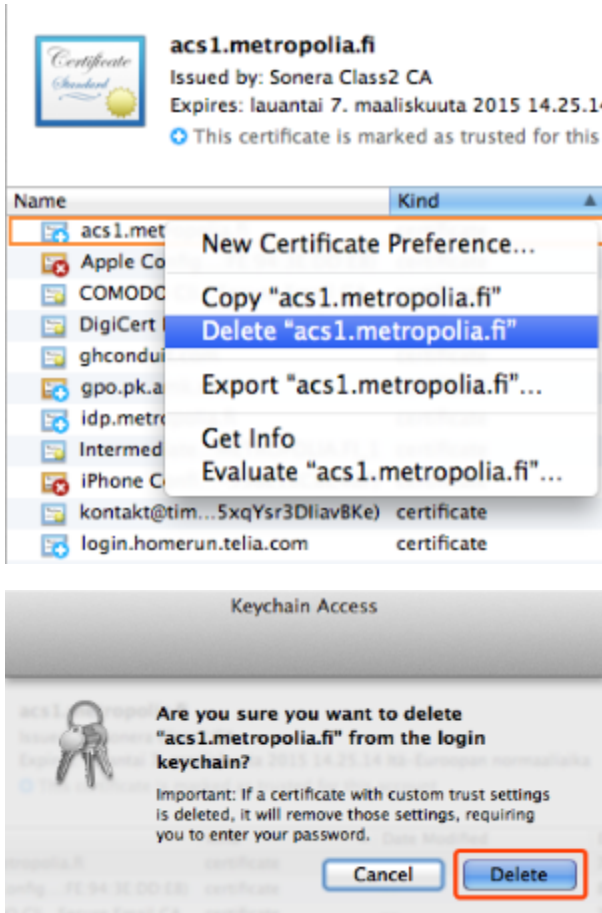 Certificate
Standard
acs1.metropolia.fi
Issued by: Sonera Class2 CA
Expires: lauantai 7. maaliskuuta 2015 14.25.14
This certificate is marked as trusted for this
Name Kind
acs1.met
Apple Co
New Certificate Preference...
COMODO
Copy “acs1.metropolia.fi”
DigiCert
Delete “acs1.metropolia.fi”
ghcondui
gpo.pk.a
Export “acs1.metropolia.fi”...
idp.metro
Get Info
Intermed
Evaluate “acs1.metropolia.fi”...
iPhone C
kontakt@tim...5xqYsr3DIiavBKe) certificate
login.homerun.telia.com certificate
Keychain Access
Are you sure you want to delete
“acs1.metropolia.fi” from the login
keychain?
Important: If a certificate with custom trust settings
is deleted, it will remove those settings, requiring
you to enter your password.
Cancel Delete